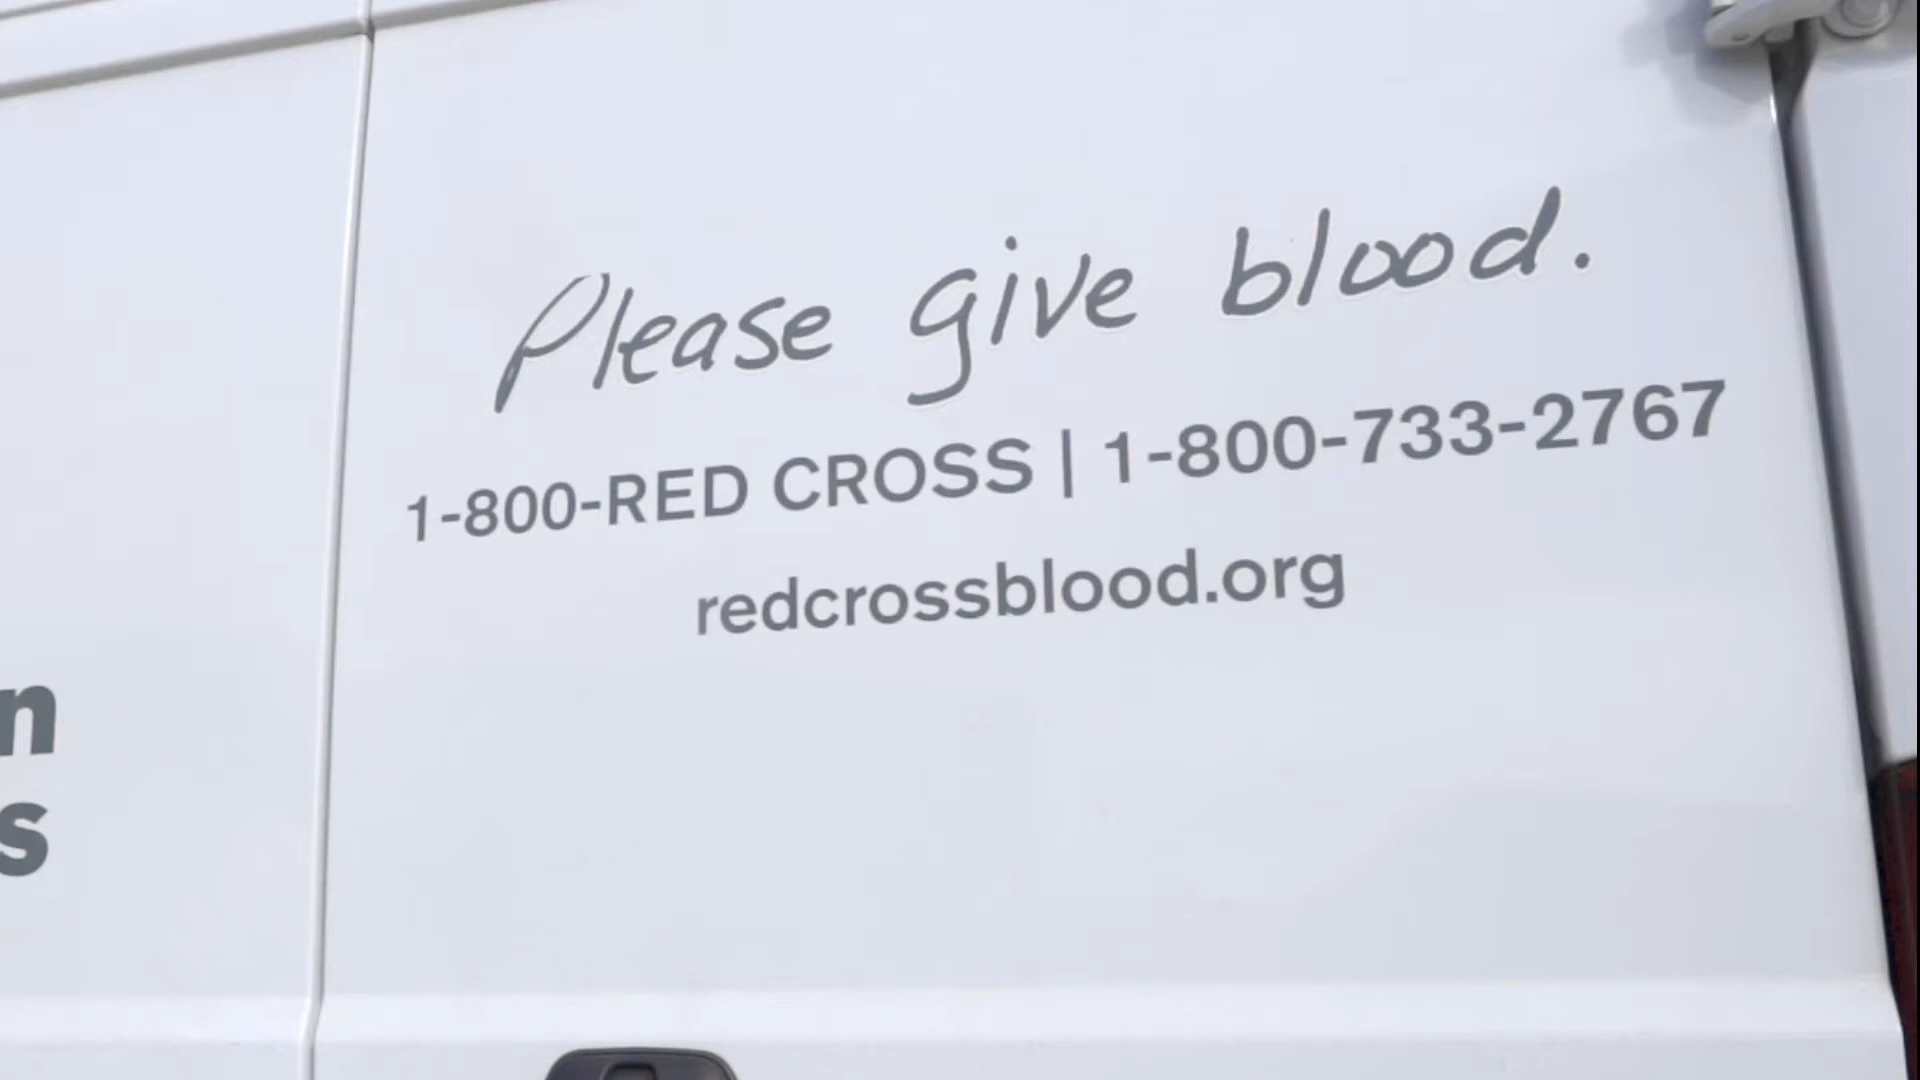 Please give blood.
1-800-RED CROSS | 1-800-733-2767
redcrossblood.org
n
s